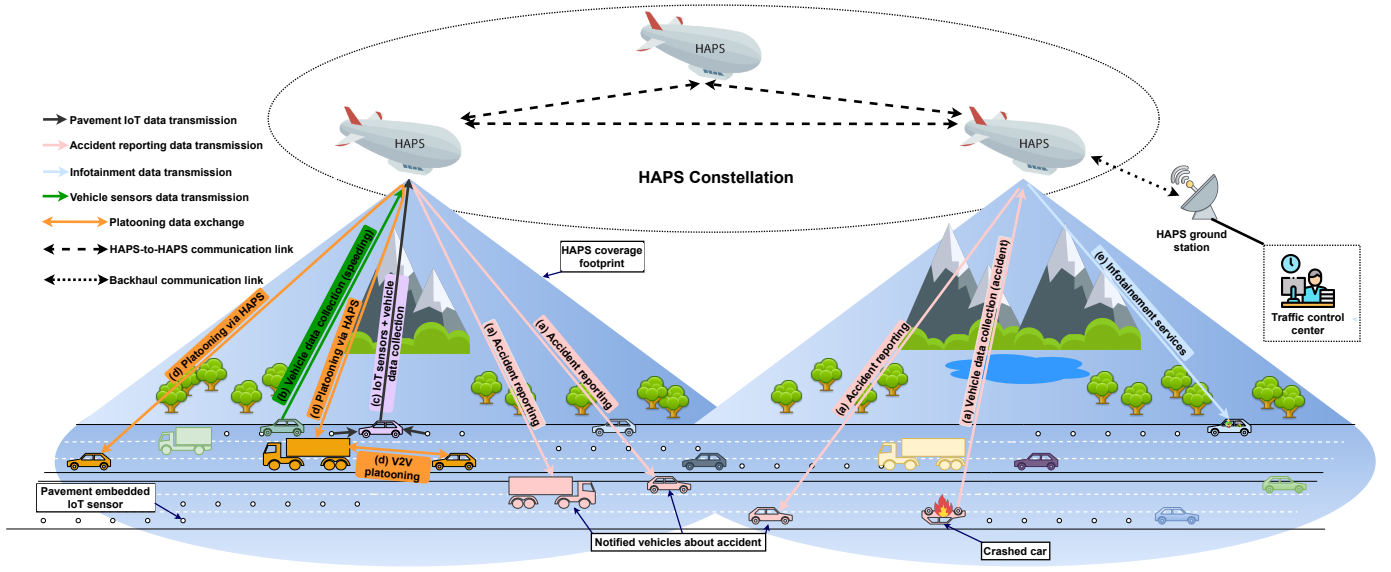 HAPS
HAPS
HAPS
HAPS Constellation
Pavement IoT data transmission
Accident reporting data transmission
Infotainment data transmission
Vehicle sensors data transmission
Platooning data exchange
HAPS-to-HAPS communication link
Backhaul communication link
HAPS coverage
footprint
HAPS ground
station
Traffic control
center
(d) Platooning via HAPS
(b) Vehicle data collection (speeding)
(d) Platooning via HAPS
(c) IoT sensors + vehicle
data collection
(a) Accident reporting
(a) Accident reporting
(a) Accident reporting
(a) Vehicle data collection (accident)
(e) Infotainement services
(d) V2V
platooning
Pavement embedded
IoT sensor
Notified vehicles about accident
Crashed car